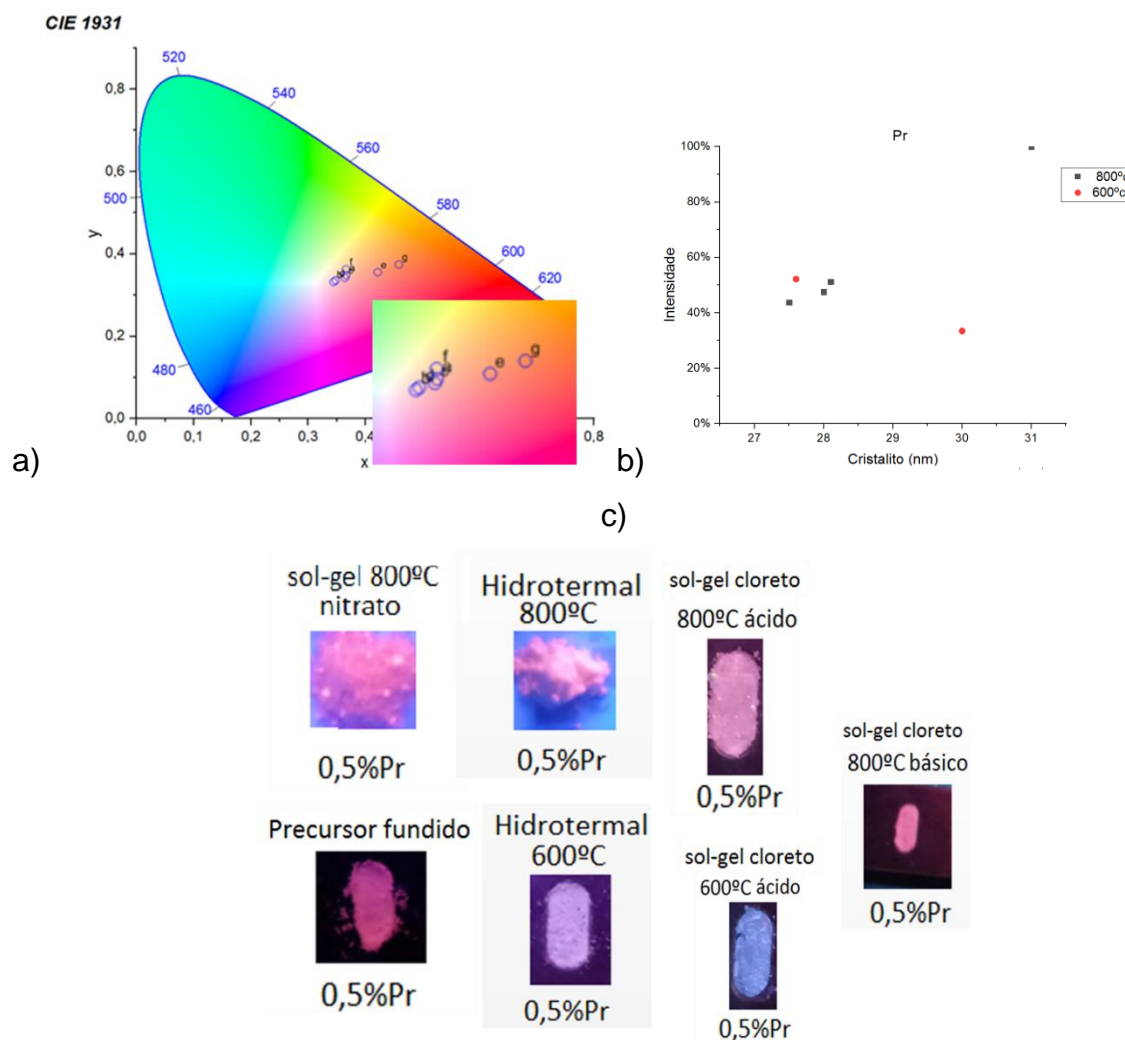 CIE 1931
520
540
560
580
600
620
500
480
460
0,8
0,6
y
0,4
0,2
0,0
0,0
0,1
0,2
0,3
0,4
0,8
x
f
e
g
f
e
g
a)
Pr
100%
80%
60%
40%
20%
0%
Intensidade
27
28
29
30
31
Cristalito (nm)
800º
600º
b)
c)
sol-gel 800ºC
nitrato
0,5%Pr
Hidrotermal
800ºC
0,5%Pr
sol-gel cloreto
800ºC ácido
0,5%Pr
sol-gel cloreto
800ºC básico
0,5%Pr
Precursor fundido
0,5%Pr
Hidrotermal
600ºC
0,5%Pr
sol-gel cloreto
600ºC ácido
0,5%Pr